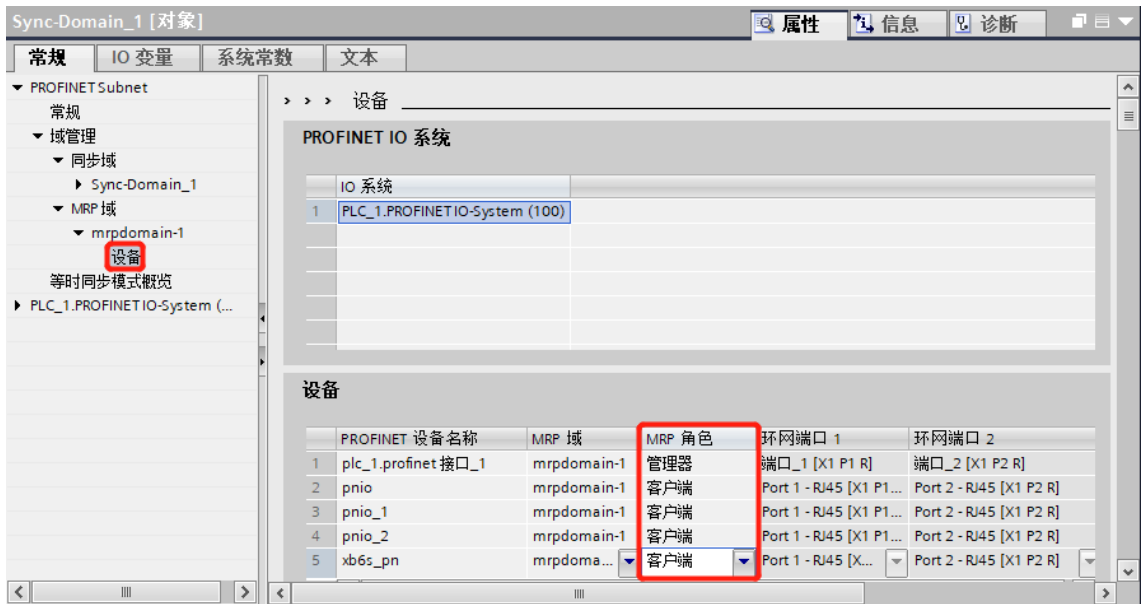 Sync-Domain_1 [对象]
属性 信息 诊断
常规 IO 变量 系统常数 文本
PROFINET Subnet
常规
域管理
同步域
Sync-Domain_1
MRP 域
mrpdomain-1
设备
等时同步模式概览
PLC_1.PROFINET IO-System (...
› › › 设备
PROFINET IO 系统
IO 系统
1 PLC_1.PROFINET IO-System (100)
设备
PROFINET 设备名称 MRP 域 MRP 角色 环网端口 1 环网端口 2
1 plc_1.profinet 接口_1 mrpdomain-1 管理器 端口_1 [X1 P1 R] 端口_2 [X1 P2 R]
2 pnio mrpdomain-1 客户端 Port 1 - RJ45 [X1 P1... Port 2 - RJ45 [X1 P2 R]
3 pnio_1 mrpdomain-1 客户端 Port 1 - RJ45 [X1 P1... Port 2 - RJ45 [X1 P2 R]
4 pnio_2 mrpdomain-1 客户端 Port 1 - RJ45 [X1 P1... Port 2 - RJ45 [X1 P2 R]
5 xb6s_pn mrpdoma... 客户端 Port 1 - RJ45 [X... Port 2 - RJ45 [X1 P2 R]